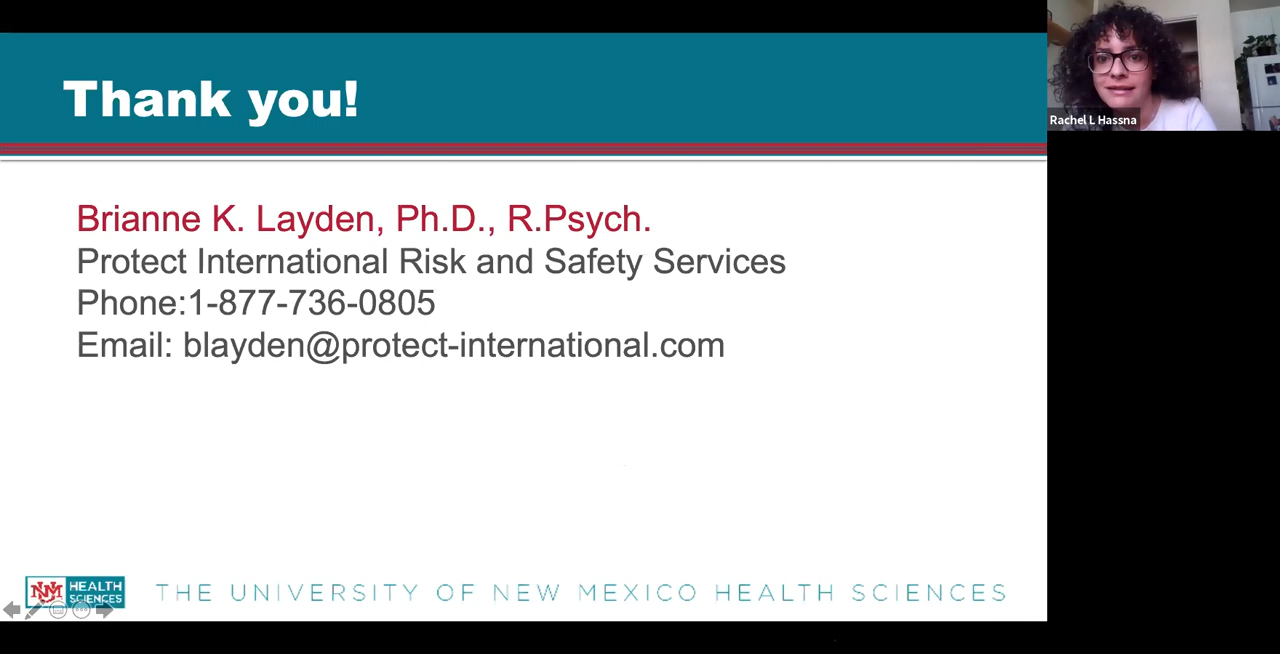 Thank you!
Rachel L Hassna
Brianne K. Layden, Ph.D., R.Psych.
Protect International Risk and Safety Services
Phone:1-877-736-0805
Email: blayden@protect-international.com
NM HEALTH
SCIENCES
THE UNIVERSITY OF NEW MEXICO HEALTH SCIENCES